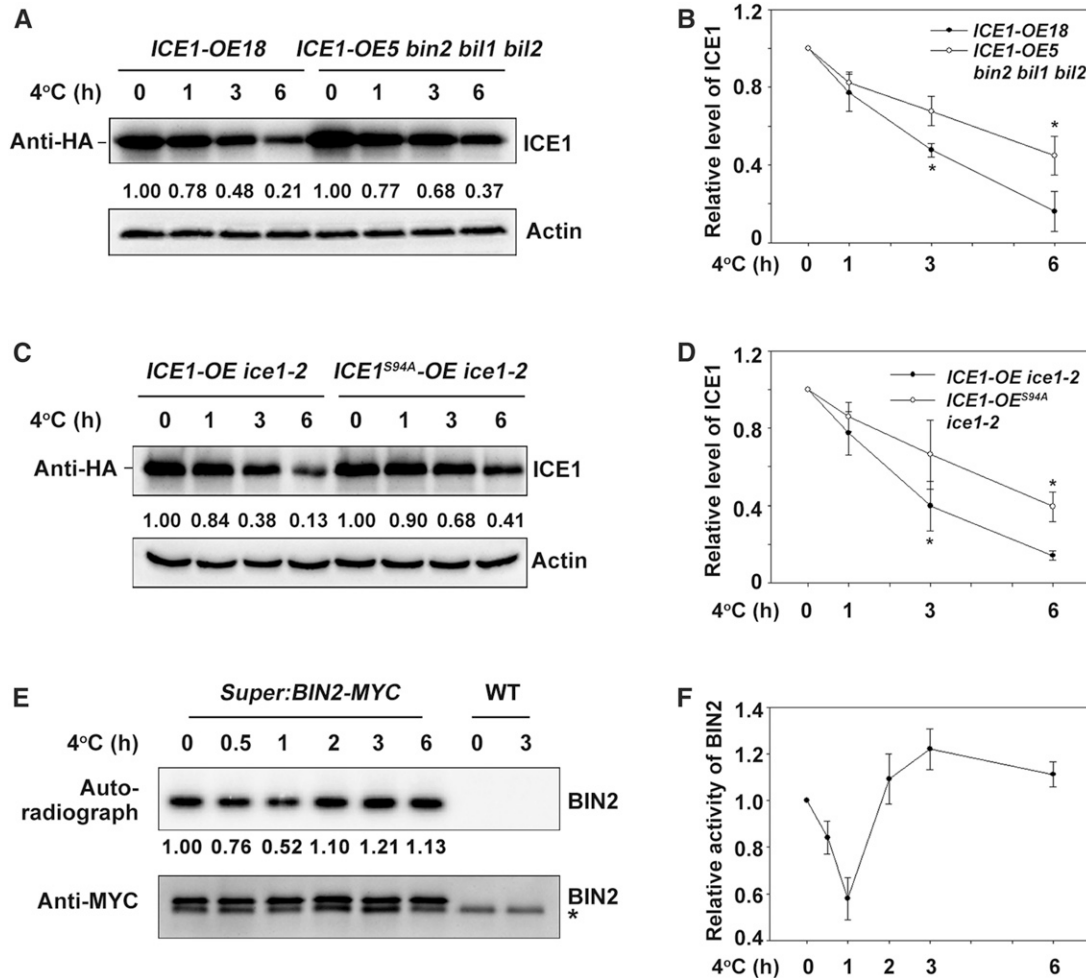 A
ICE1-OE18 ICE1-OE5 bin2 bil1 bil2
4°C (h) 0 1 3 6 0 1 3 6
Anti-HA ICE1
1.00 0.78 0.48 0.21 1.00 0.77 0.68 0.37
Actin
B
Relative level of ICE1
1.2
0.8
0.4
0
ICE1-OE18
ICE1-OE5
bin2 bil1 bil2
*
*
4°C (h) 0 1 3 6
C
ICE1-OE ice1-2 ICE1S94A-OE ice1-2
4°C (h) 0 1 3 6 0 1 3 6
Anti-HA ICE1
1.00 0.84 0.38 0.13 1.00 0.90 0.68 0.41
Actin
D
Relative level of ICE1
1.2
0.8
0.4
0
ICE1-OE ice1-2
ICE1-OES94A
ice1-2
*
*
4°C (h) 0 1 3 6
E
Super:BIN2-MYC WT
4°C (h) 0 0.5 1 2 3 6 0 3
Auto-
radiograph
BIN2
1.00 0.76 0.52 1.10 1.21 1.13
Anti-MYC
BIN2
*
F
Relative activity of BIN2
1.4
1.2
1.0
0.8
0.6
0.4
4°C (h) 0 1 2 3 6